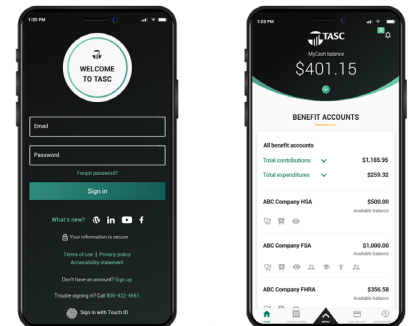 1:20 PM
WELCOME
TO TASC
Email
Password
Forgot password?
Sign in
What's new?
Your information is secure
Terms of use | Privacy policy
Accessibility statement
Don't have an account? Sign up
Trouble signing in? Call 800-422-4661
Sign in with Touch ID
1:20 PM
TASC
MyCash balance
$401.15
BENEFIT ACCOUNTS
All benefit accounts
Total contributions $1,185.95
Total expenditures $259.32
ABC Company HSA $500.00
Available balance
ABC Company FSA $1,000.00
Available balance
ABC Company FHRA $356.58
Available balance